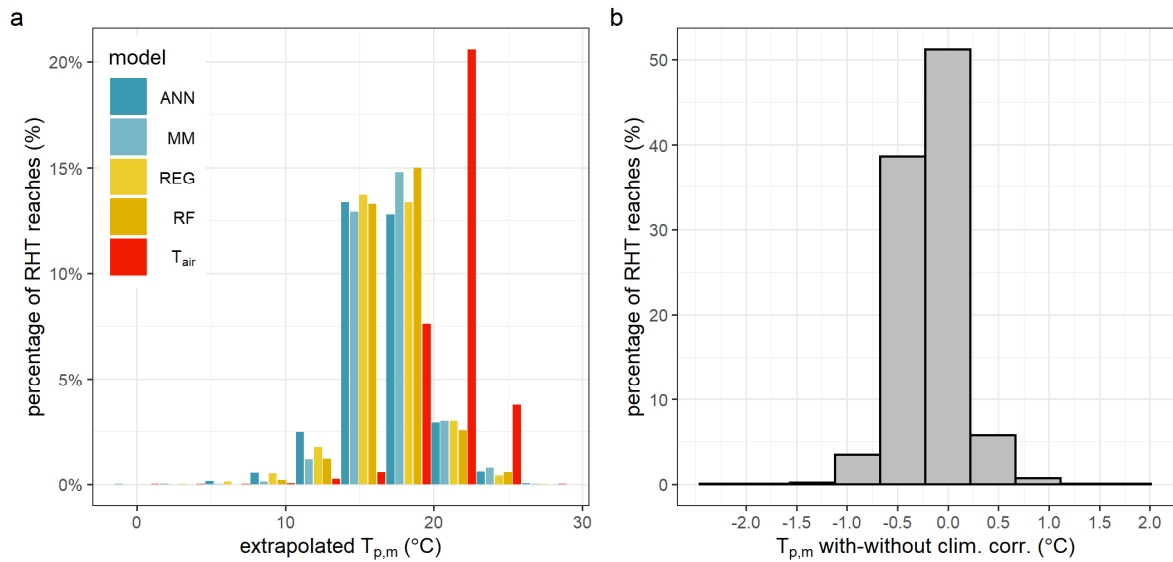 a
percentage of RHT reaches (%)
20%
15%
10%
5%
0%
model
ANN
MM
REG
RF
Tair
0
10
20
30
extrapolated Tp,m (°C)
b
percentage of RHT reaches (%)
50
40
30
20
10
0
-2.0
-1.5
-1.0
-0.5
0.0
0.5
1.0
1.5
2.0
Tp,m with-without clim. corr. (°C)